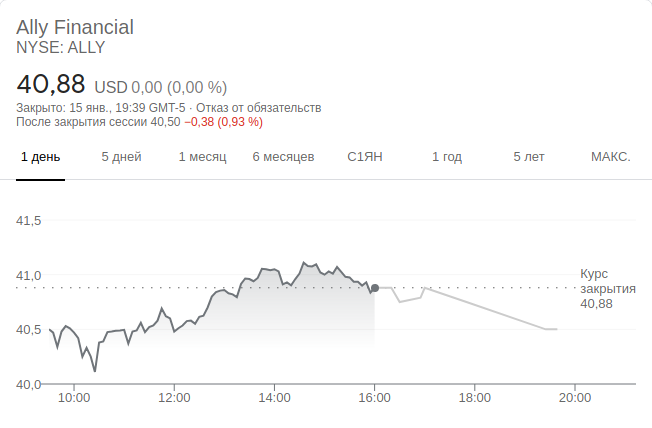 Ally Financial
NYSE: ALLY
40,88 USD 0,00 (0,00 %)
Закрыто: 15 янв., 19:39 GMT-5 · Отказ от обязательств
После закрытия сессии 40,50 −0,38 (0,93 %)
1 день 5 дней 1 месяц 6 месяцев С1ЯН 1 год 5 лет МАКС.
41,5
41,0
Курс
закрытия
40,88
40,5
40,0
10:00 12:00 14:00 16:00 18:00 20:00